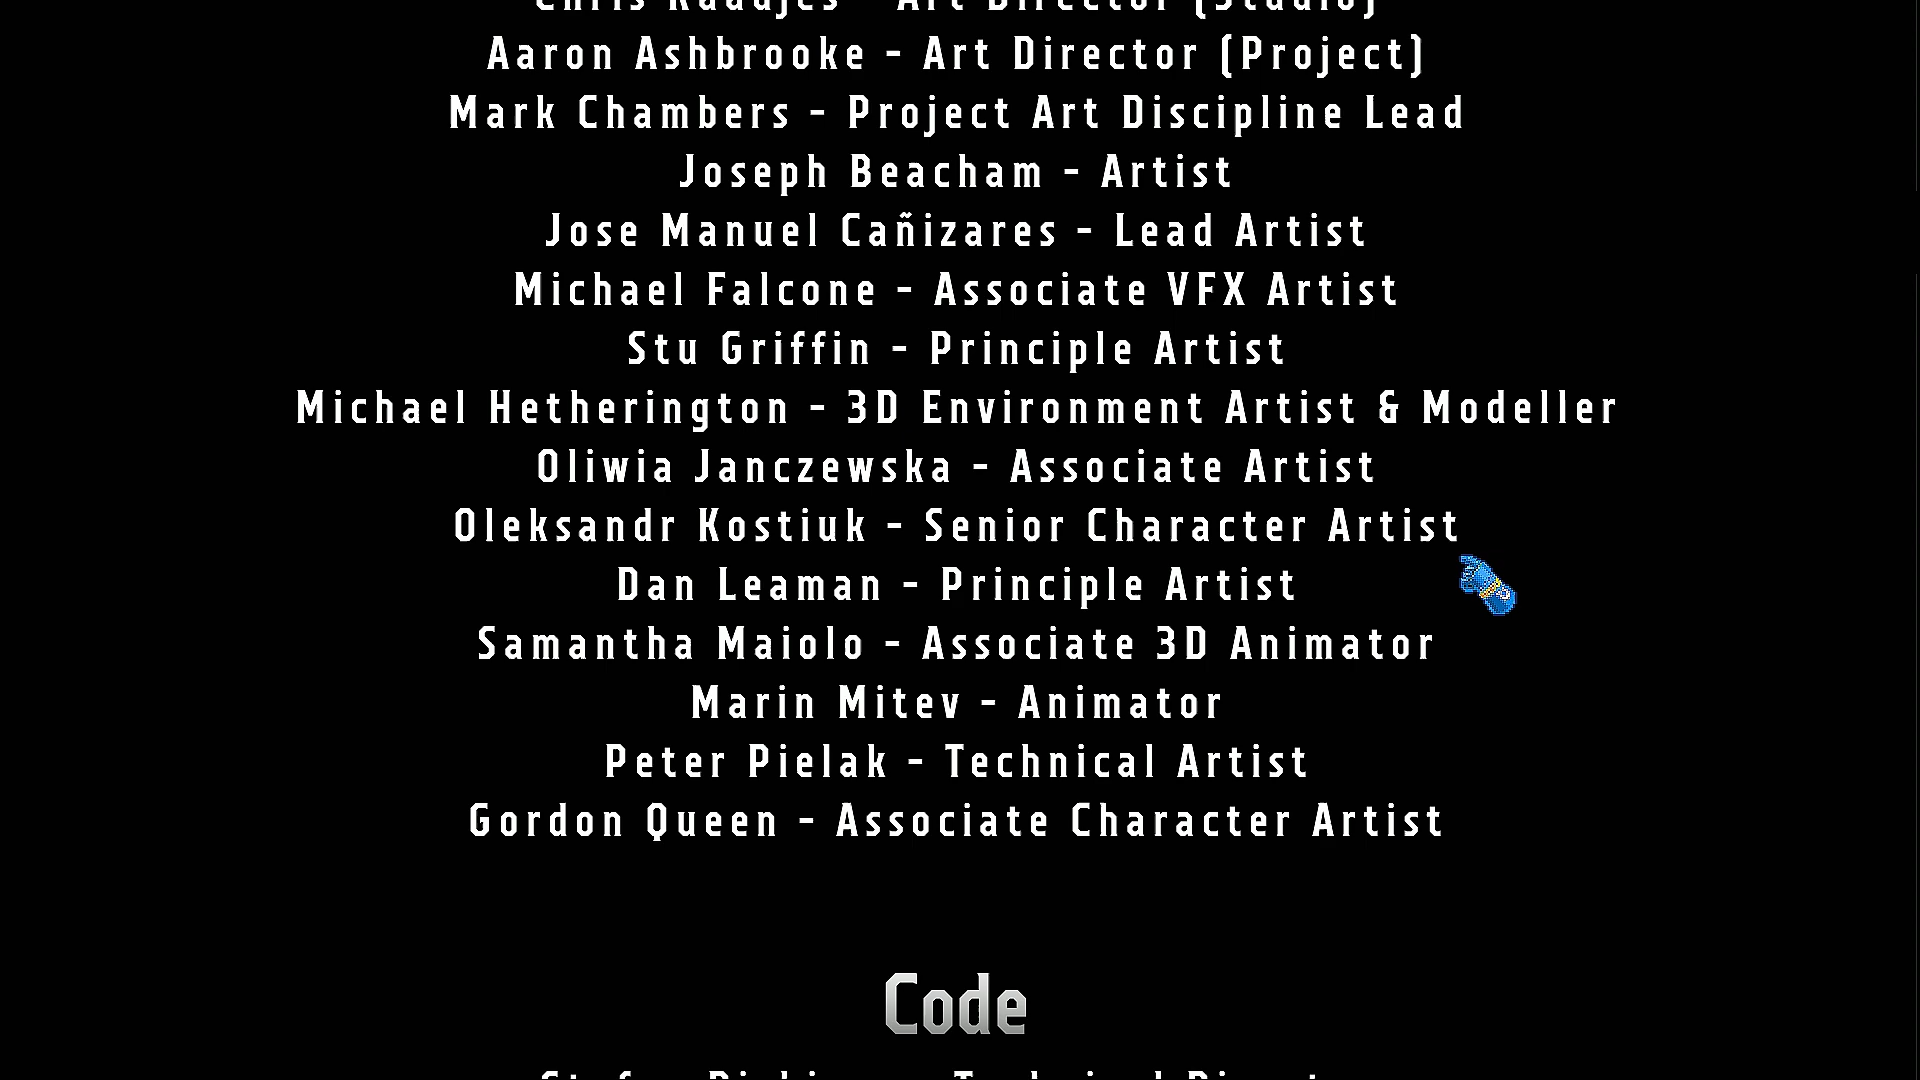 Art Director (Studio)
Aaron Ashbrooke - Art Director (Project)
Mark Chambers - Project Art Discipline Lead
Joseph Beacham - Artist
Jose Manuel Cañizares - Lead Artist
Michael Falcone - Associate VFX Artist
Stu Griffin - Principle Artist
Michael Hetherington - 3D Environment Artist & Modeller
Oliwia Janczewska - Associate Artist
Oleksandr Kostiuk - Senior Character Artist
Dan Leaman - Principle Artist
Samantha Maiolo - Associate 3D Animator
Marin Mitev - Animator
Peter Pielak - Technical Artist
Gordon Queen - Associate Character Artist
Code